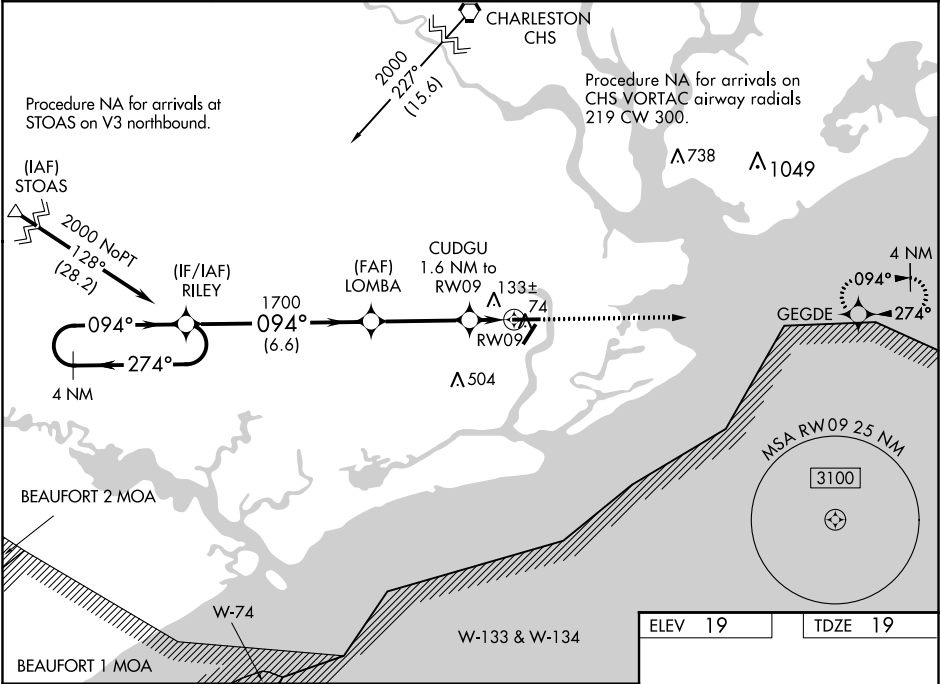 CHARLESTON
CHS
2000
227°
(15.6)
Procedure NA for arrivals at
STOAS on V3 northbound.
Procedure NA for arrivals on
CHS VORTAC airway radials
219 CW 300.
738
1049
(IAF)
STOAS
2000 NoPT
128°
(28.2)
(IF/IAF)
RILEY
(FAF)
LOMBA
CUDGU
1.6 NM to
RW09
133±
74
4 NM
094°
274°
GEGDE
094°
1700
094°
(6.6)
RW09
274°
4 NM
504
MSA RW09 25 NM
3100
BEAUFORT 2 MOA
W-74
W-133 & W-134
BEAUFORT 1 MOA
ELEV 19
TDZE 19